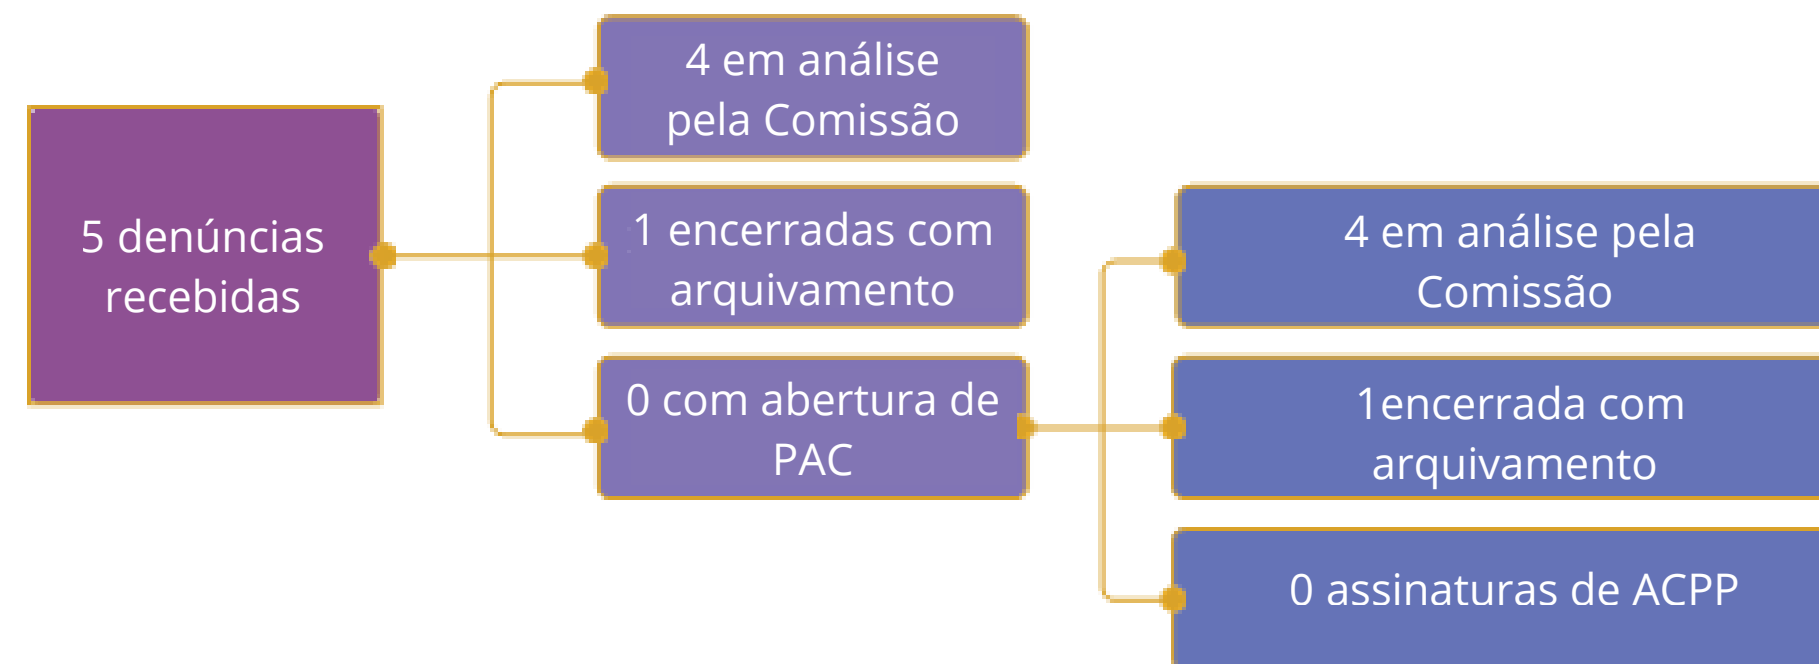 5 denúncias
recebidas
4 em análise
pela Comissão
1 encerradas com
arquivamento
0 com abertura de
PAC
4 em análise pela
Comissão
1encerrada com
arquivamento
0 assinaturas de ACPP